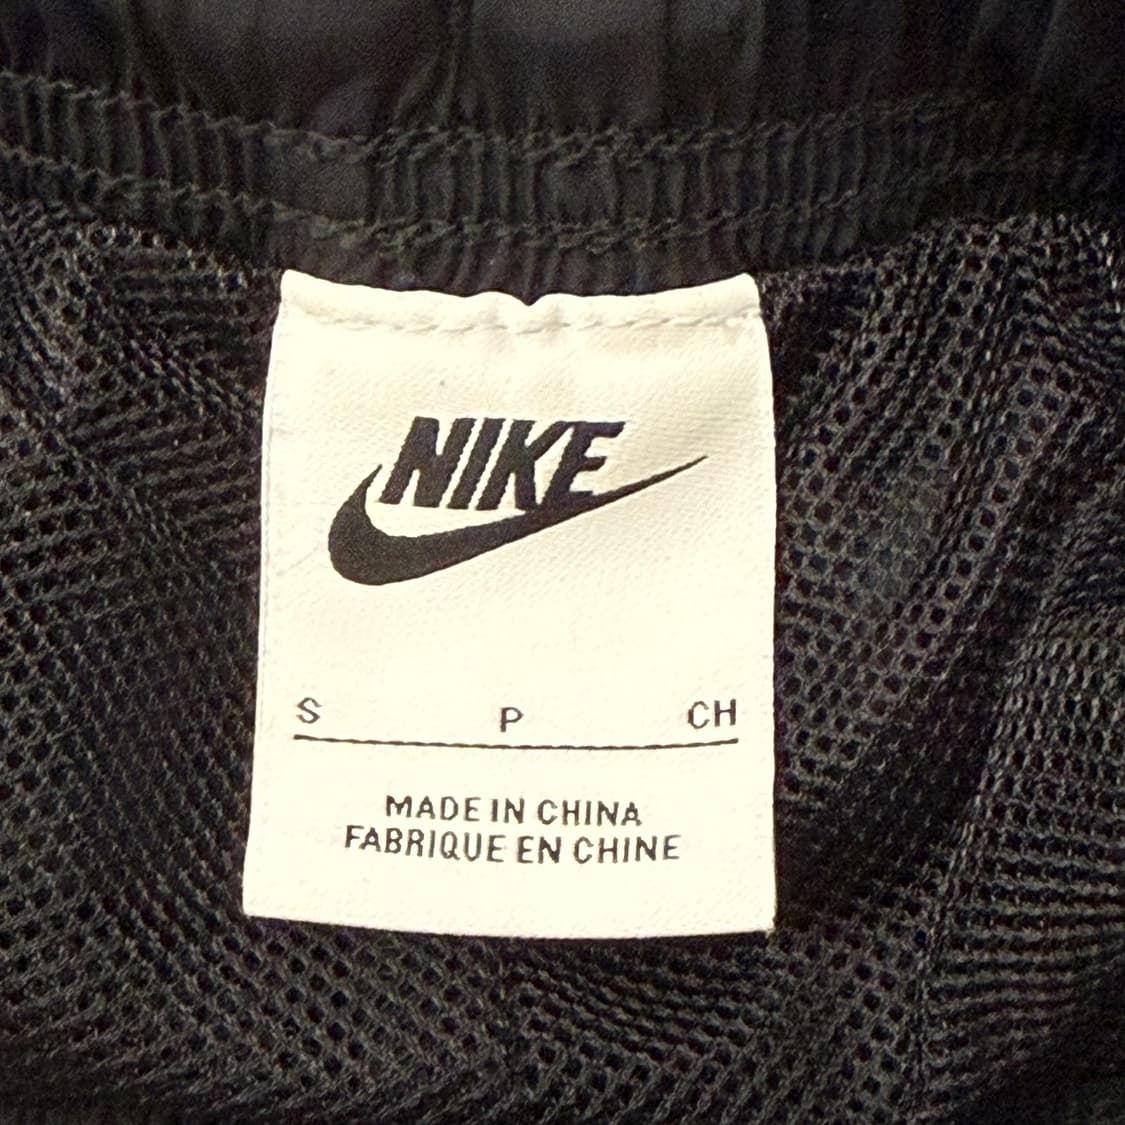 NIKE
S P CH
MADE IN CHINA
FABRIQUE EN CHINE